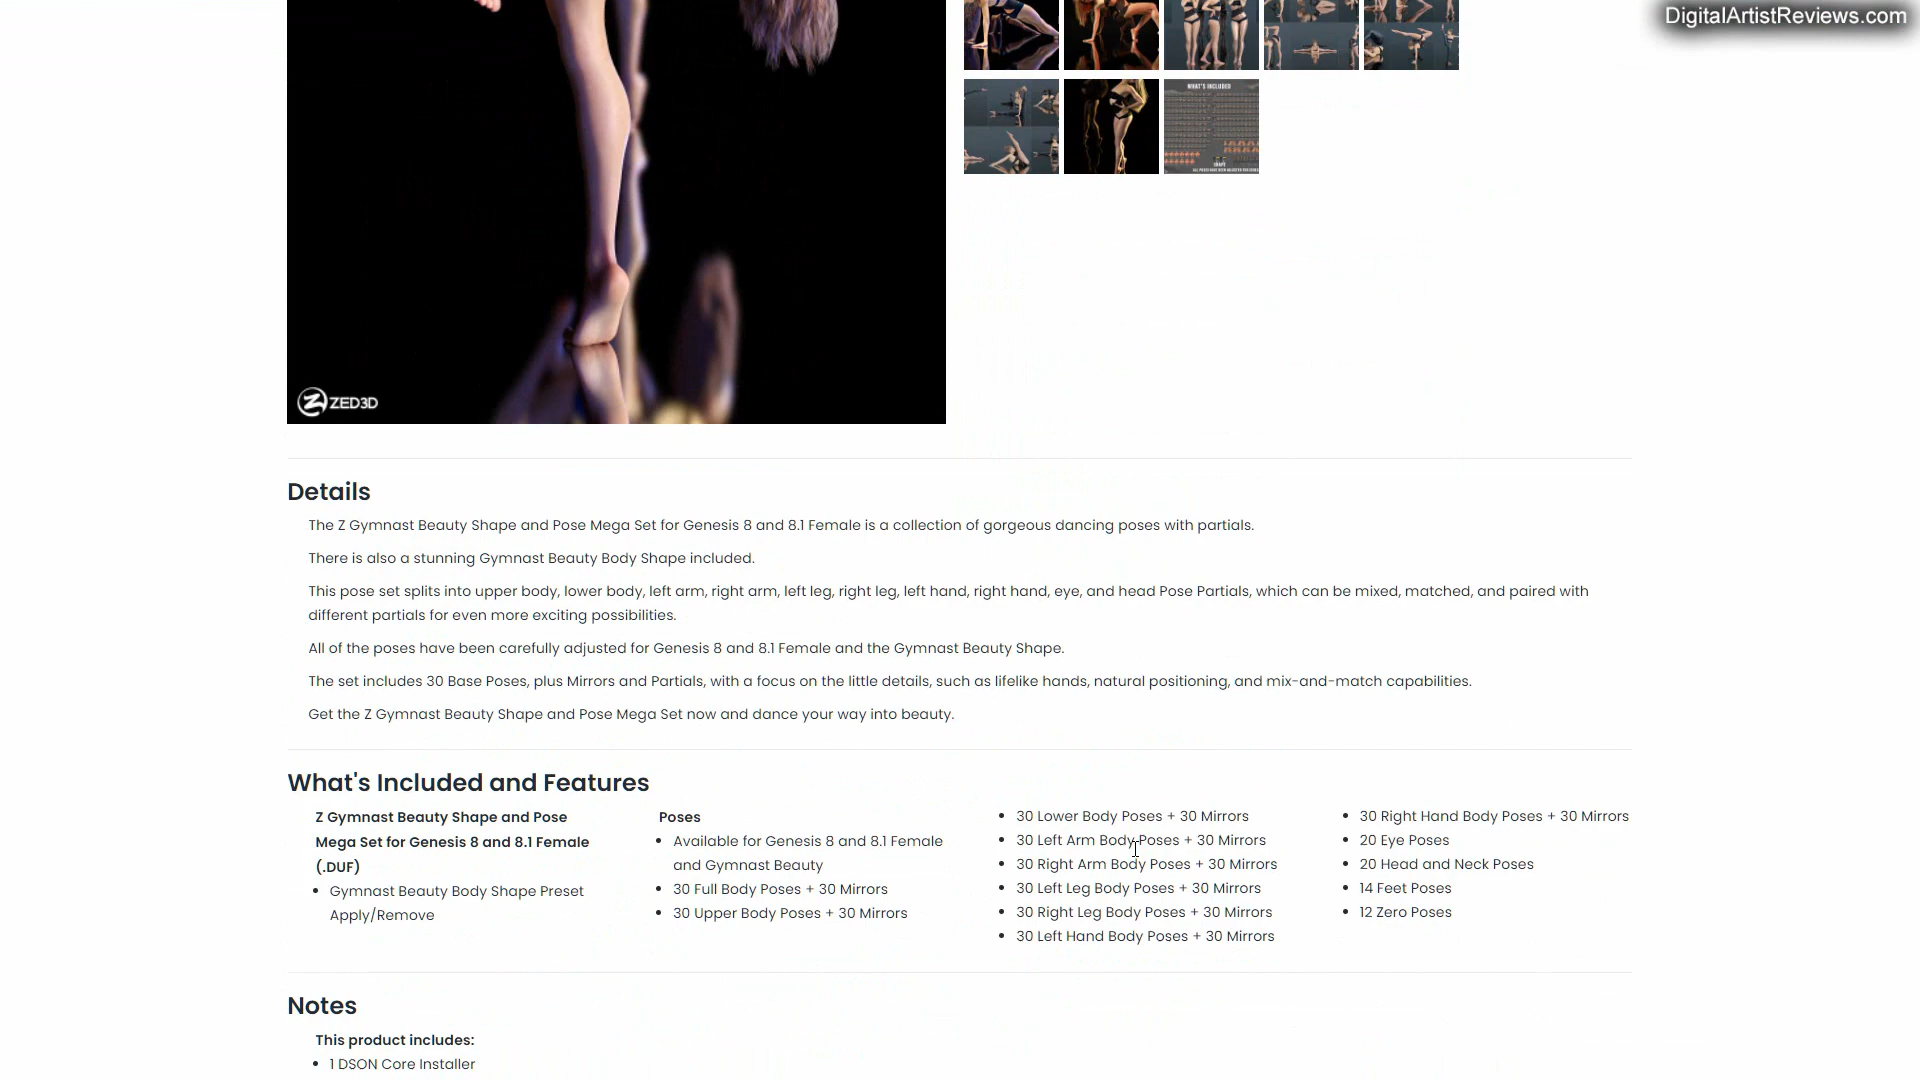 DigitalArtistReviews.com
WHAT'S INCLUDED
ZED3D
Details
The Z Gymnast Beauty Shape and Pose Mega Set for Genesis 8 and 8.1 Female is a collection of gorgeous dancing poses with partials.
There is also a stunning Gymnast Beauty Body Shape included.
This pose set splits into upper body, lower body, left arm, right arm, left leg, right leg, left hand, right hand, eye, and head Pose Partials, which can be mixed, matched, and paired with
different partials for even more exciting possibilities.
All of the poses have been carefully adjusted for Genesis 8 and 8.1 Female and the Gymnast Beauty Shape.
The set includes 30 Base Poses, plus Mirrors and Partials, with a focus on the little details, such as lifelike hands, natural positioning, and mix-and-match capabilities.
Get the Z Gymnast Beauty Shape and Pose Mega Set now and dance your way into beauty.
What's Included and Features
Z Gymnast Beauty Shape and Pose
Mega Set for Genesis 8 and 8.1 Female
(.DUF)
Gymnast Beauty Body Shape Preset
Apply/Remove
Poses
Available for Genesis 8 and 8.1 Female
and Gymnast Beauty
30 Full Body Poses + 30 Mirrors
30 Upper Body Poses + 30 Mirrors
30 Lower Body Poses + 30 Mirrors
30 Left Arm Body Poses + 30 Mirrors
30 Right Arm Body Poses + 30 Mirrors
30 Left Leg Body Poses + 30 Mirrors
30 Right Leg Body Poses + 30 Mirrors
30 Left Hand Body Poses + 30 Mirrors
30 Right Hand Body Poses + 30 Mirrors
20 Eye Poses
20 Head and Neck Poses
14 Feet Poses
12 Zero Poses
Notes
This product includes:
1 DSON Core Installer